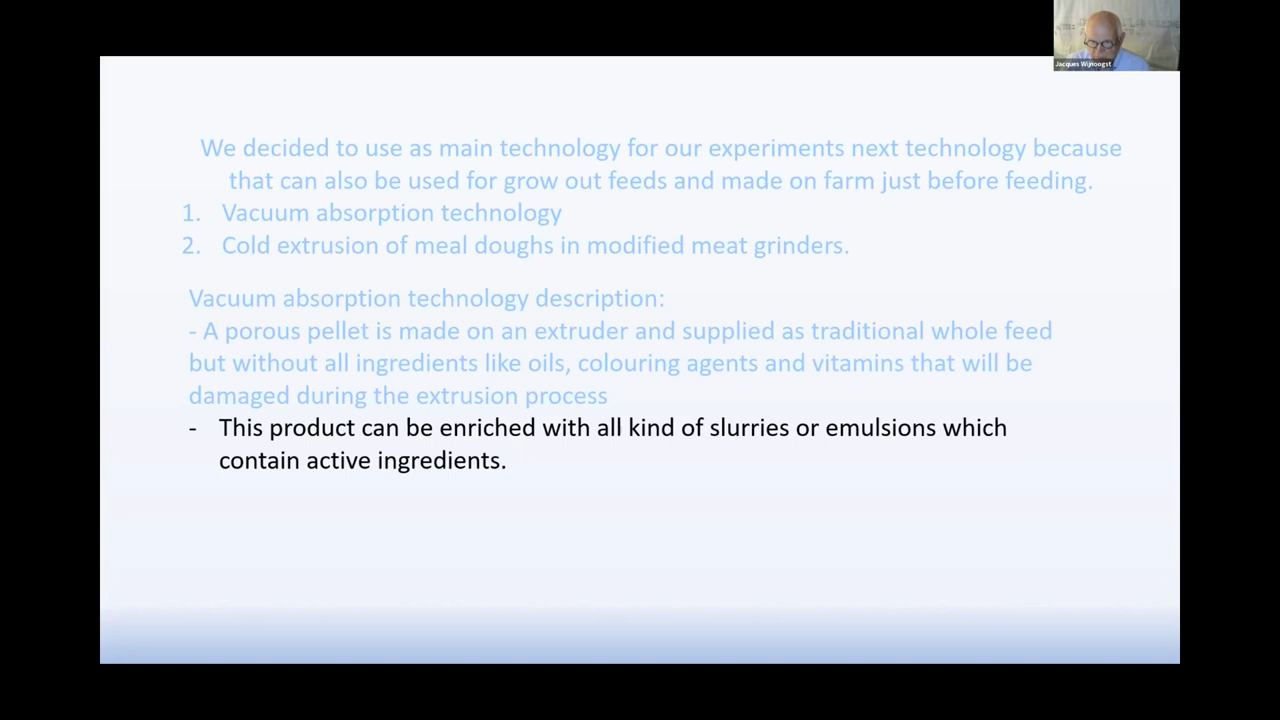 Jacques Wijnoogst
We decided to use as main technology for our experiments next technology because
that can also be used for grow out feeds and made on farm just before feeding.
1. Vacuum absorption technology
2. Cold extrusion of meal doughs in modified meat grinders.
Vacuum absorption technology description:
- A porous pellet is made on an extruder and supplied as traditional whole feed
but without all ingredients like oils, colouring agents and vitamins that will be
damaged during the extrusion process
- This product can be enriched with all kind of slurries or emulsions which
contain active ingredients.